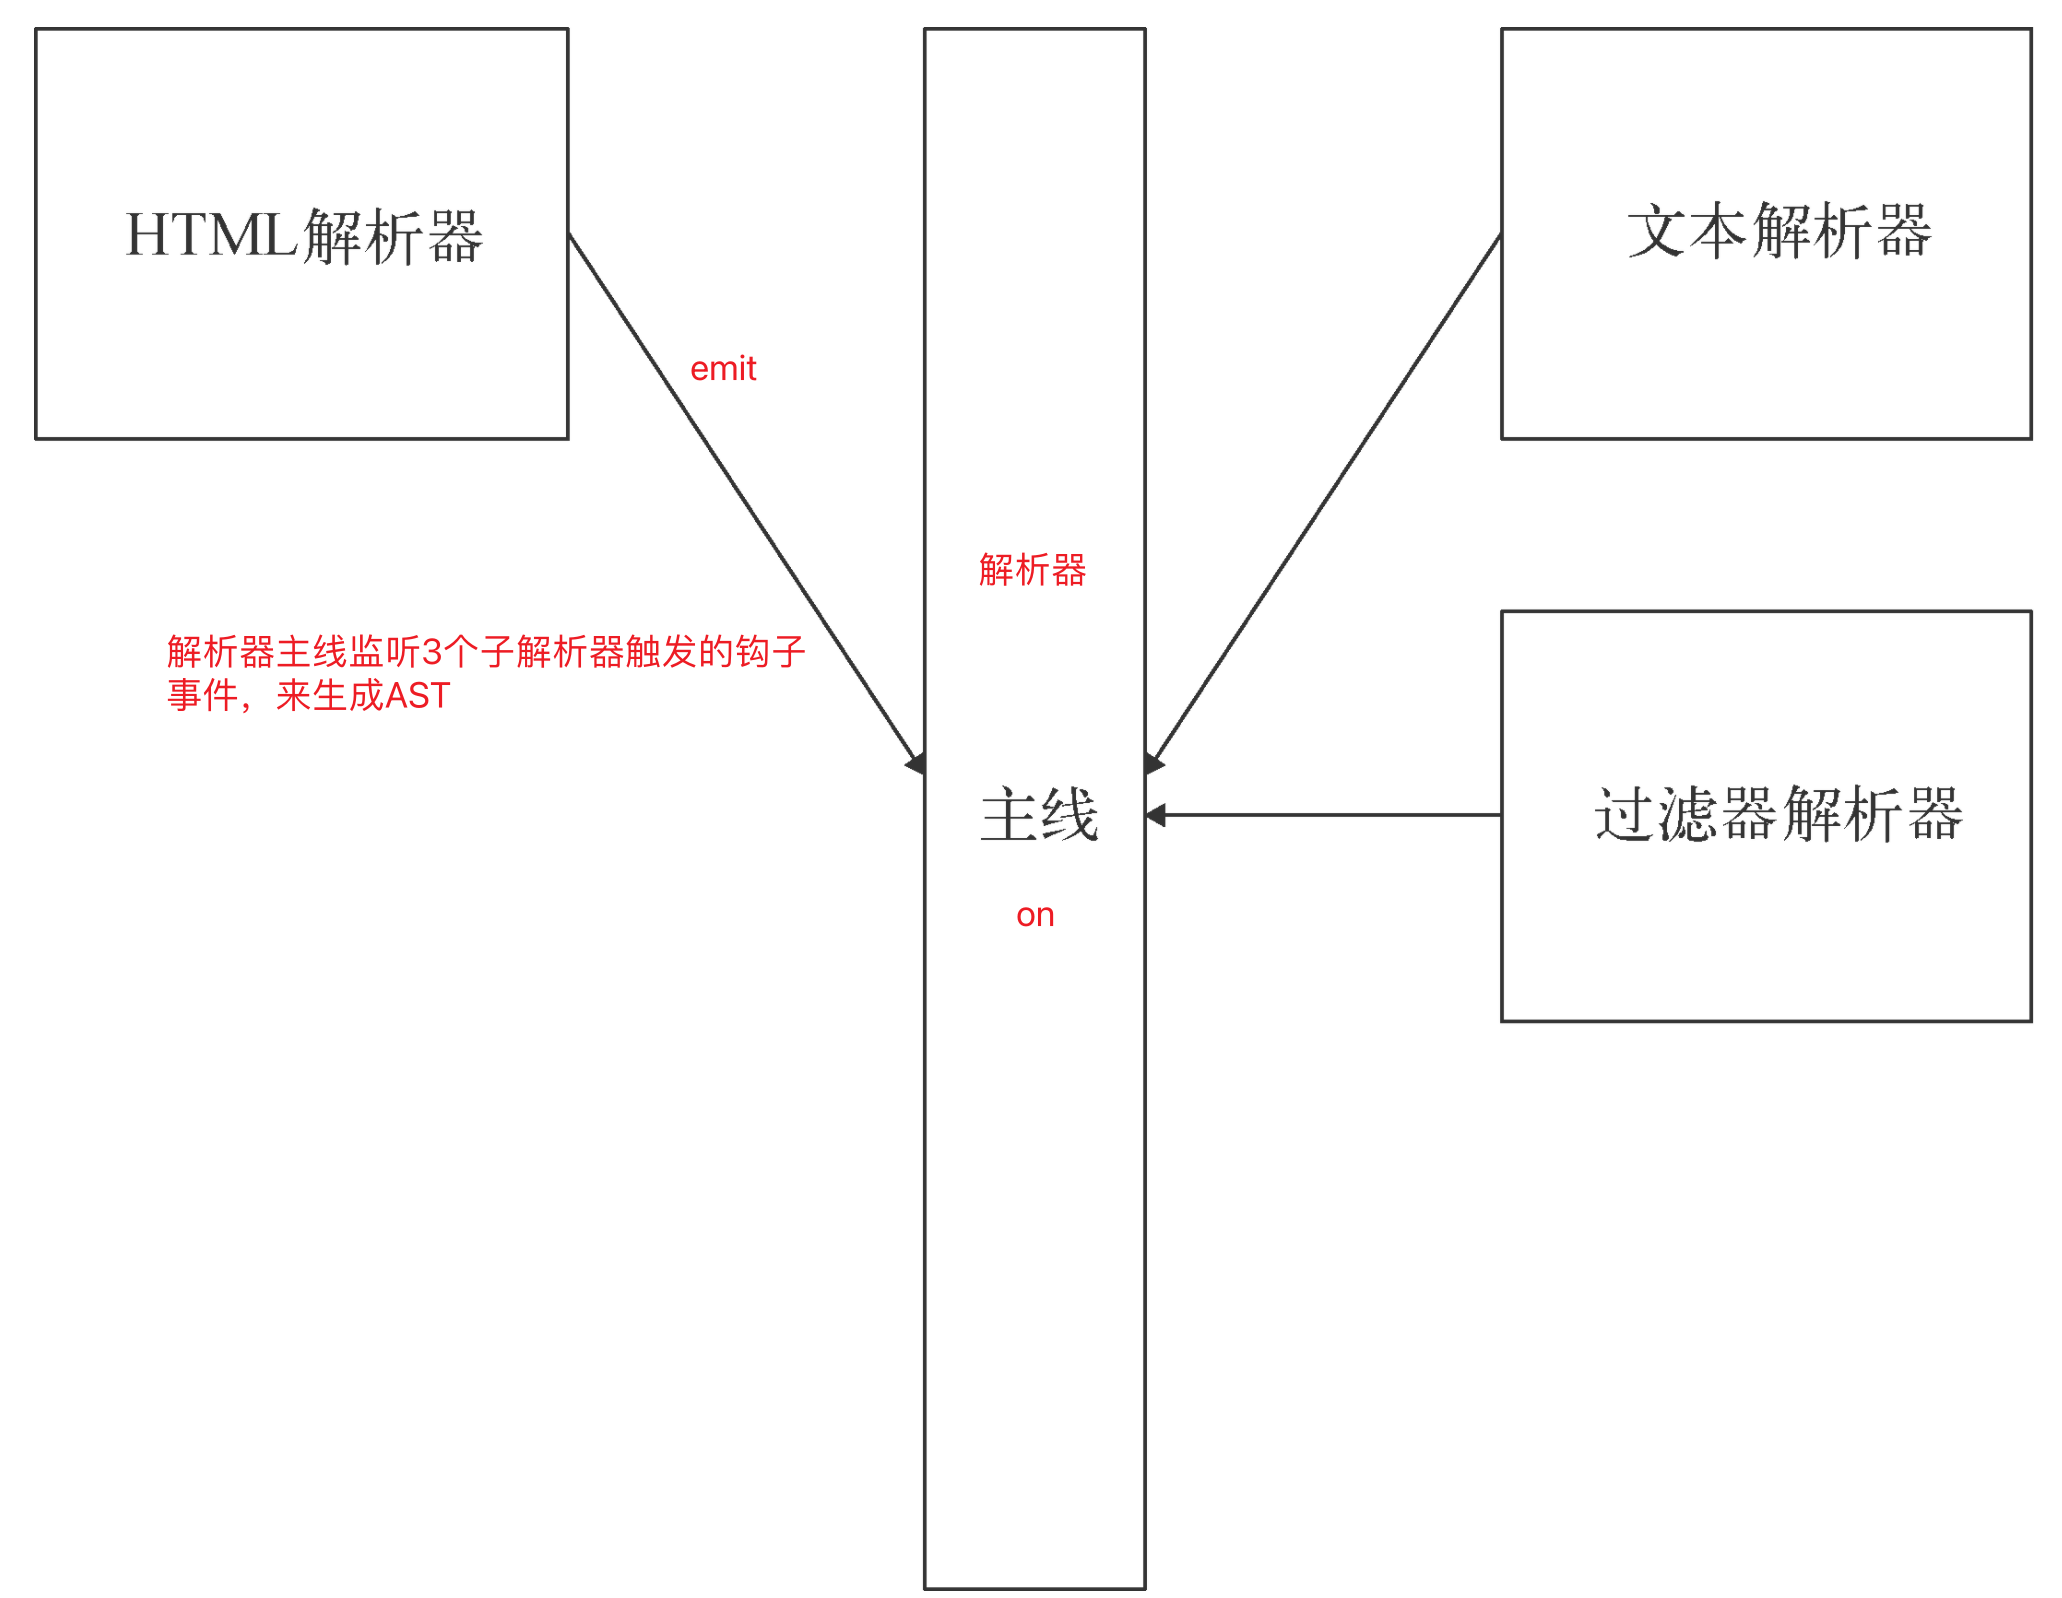 HTML解析器
文本解析器
emit
解析器
解析器主线监听3个子解析器触发的钩子
事件，来生成AST
主线
过滤器解析器
on